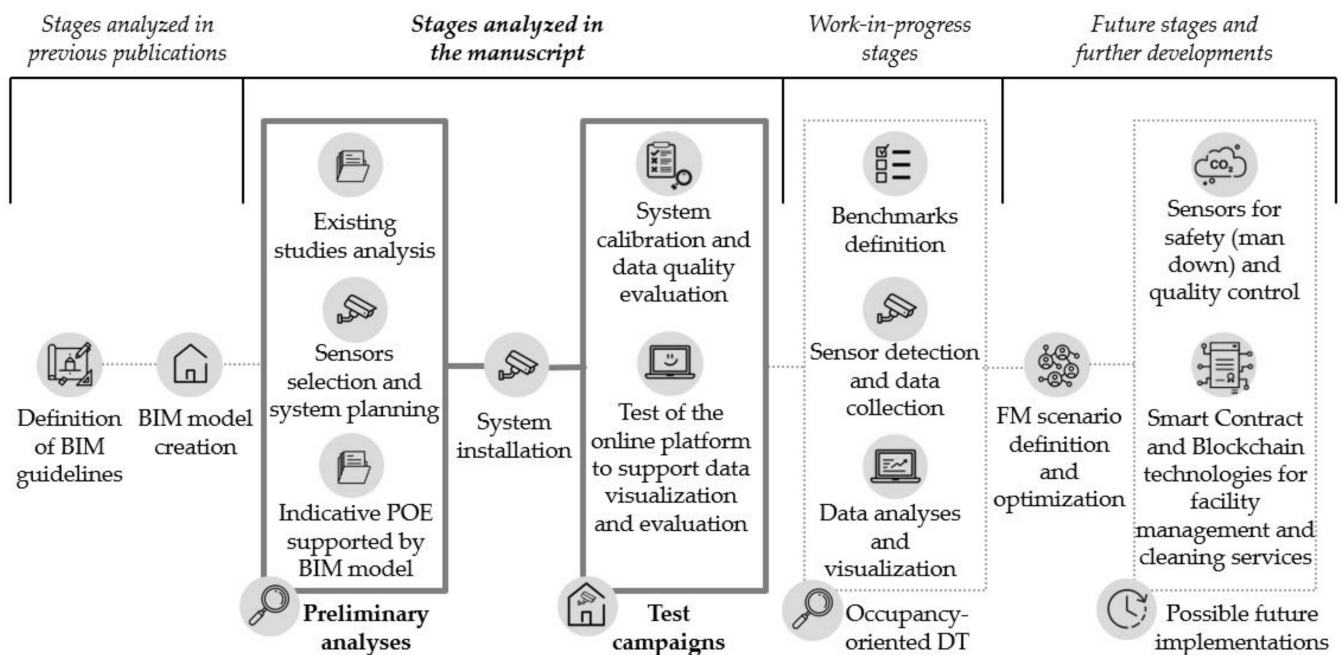 Stages analyzed in
previous publications
Stages analyzed in
the manuscript
Work-in-progress
stages
Future stages and
further developments
Definition
of BIM
guidelines
BIM model
creation
Existing
studies analysis
Sensors
selection and
system planning
Indicative POE
supported by
BIM model
Preliminary
analyses
System
installation
System
calibration and
data quality
evaluation
Test of the
online platform
to support data
visualization
and evaluation
Test
campaigns
Benchmarks
definition
Sensor detection
and data
collection
Data analyses
and
visualization
Occupancy-
oriented DT
FM scenario
definition
and
optimization
CO2
Sensors for
safety (man
down) and
quality control
Smart Contract
and Blockchain
technologies for
facility
management and
cleaning services
Possible future
implementations